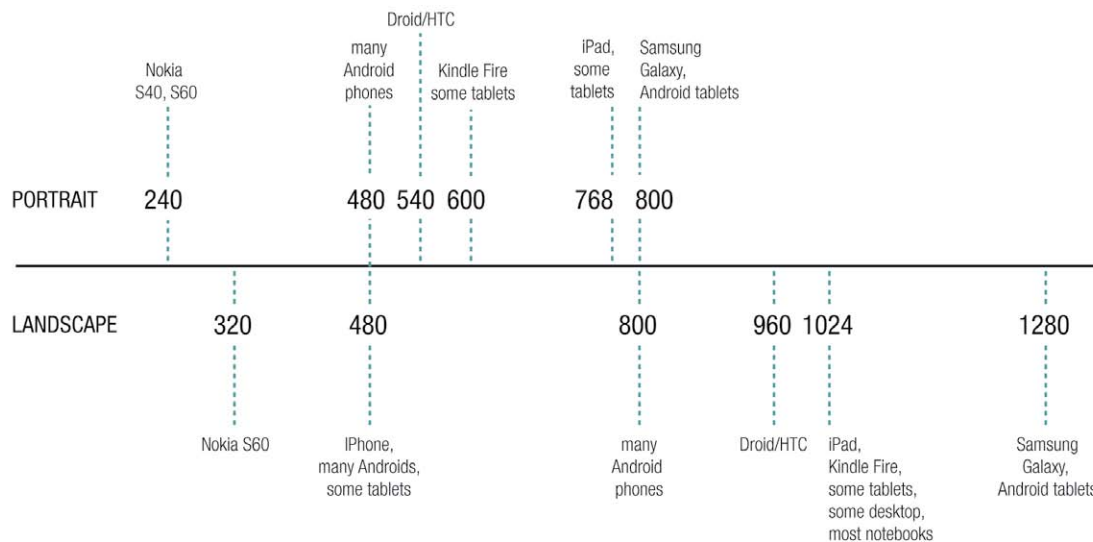 Droid/HTC
many
Android
phones
iPad,
some
tablets
Samsung
Galaxy,
Android tablets
Nokia
S40, S60
Kindle Fire
some tablets
PORTRAIT 240 480 540 600 768 800
LANDSCAPE 320 480 800 960 1024 1280
Nokia S60
IPhone,
many Androids,
some tablets
many
Android
phones
Droid/HTC
iPad,
Kindle Fire,
some tablets,
some desktop,
most notebooks
Samsung
Galaxy,
Android tablets